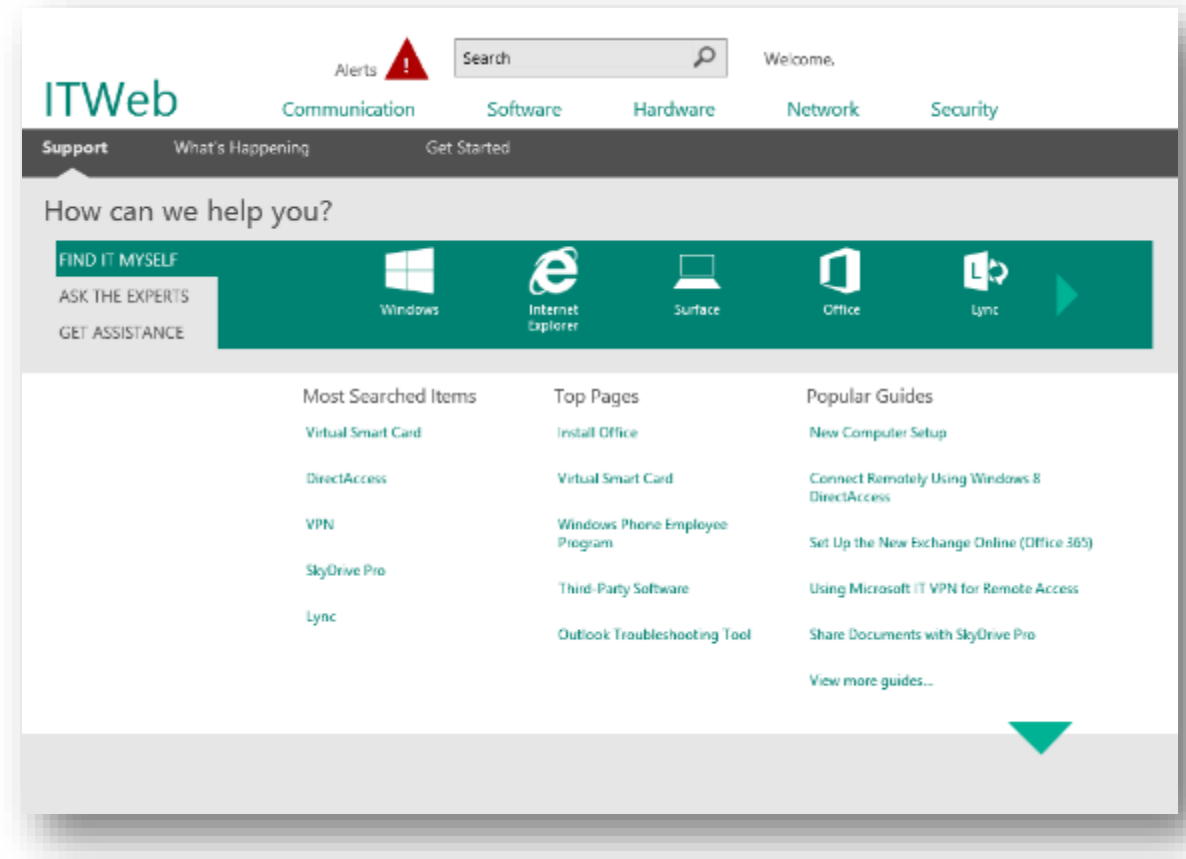 Alerts
!
Search
Welcome,
ITWeb
Communication
Software
Hardware
Network
Security
Support
What's Happening
Get Started
How can we help you?
FIND IT MYSELF
ASK THE EXPERTS
GET ASSISTANCE
Windows
Internet
Explorer
Surface
Office
L
Lync
Most Searched Items
Virtual Smart Card
DirectAccess
VPN
SkyDrive Pro
Lync
Top Pages
Install Office
Virtual Smart Card
Windows Phone Employee
Program
Third-Party Software
Outlook Troubleshooting Tool
Popular Guides
New Computer Setup
Connect Remotely Using Windows 8
DirectAccess
Set Up the New Exchange Online (Office 365)
Using Microsoft IT VPN for Remote Access
Share Documents with SkyDrive Pro
View more guides...